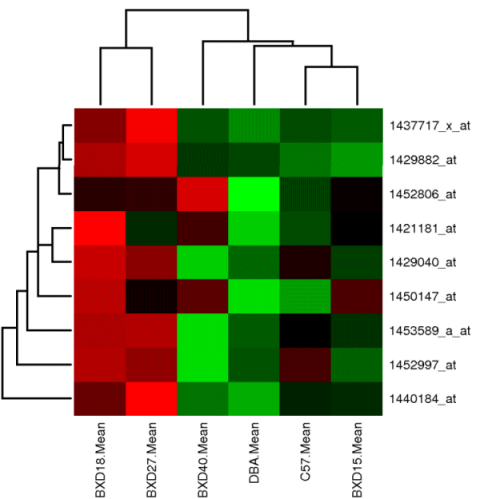 1437717_x_at
1429882_at
1452806_at
1421181_at
1429040_at
1450147_at
1453589_a_at
1452997_at
1440184_at
BXD18.Mean
BXD27.Mean
BXD40.Mean
DBA.Mean
C57.Mean
BXD15.Mean